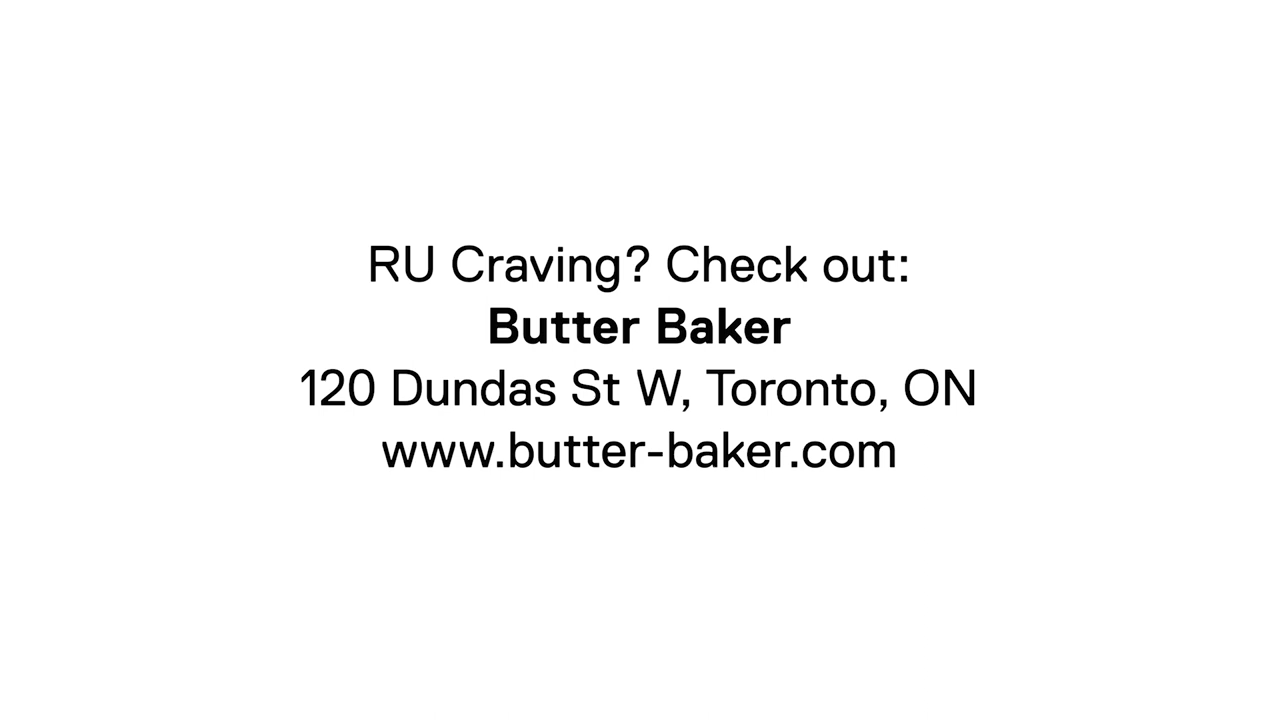 RU Craving? Check out:
Butter Baker
120 Dundas St W, Toronto, ON
www.butter-baker.com